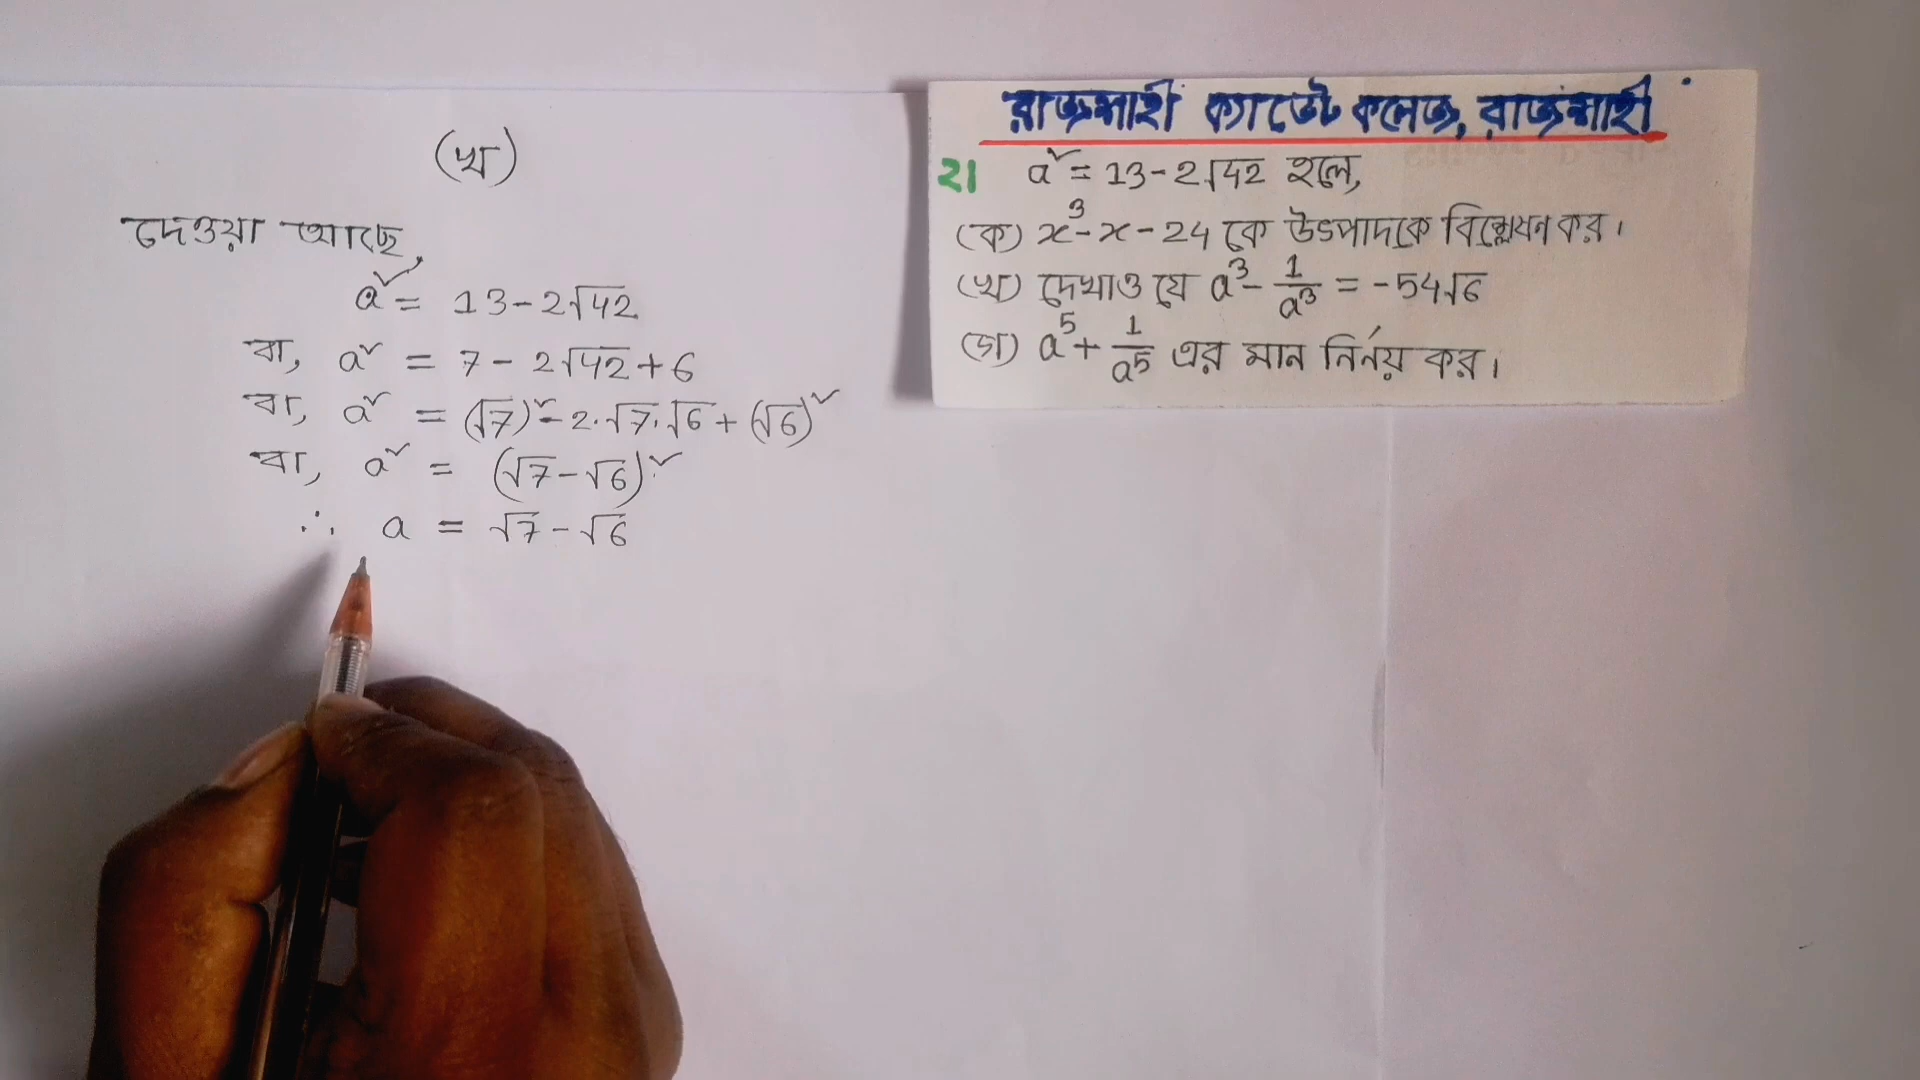 (খ)
দেওয়া আছে,
a² = 13-2√42
বা, a² = 7 - 2√42 + 6
বা, a² = (√7)² - 2.√7.√6 + (√6)²
বা, a² = (√7-√6)²
∴ a = √7 - √6
রাজশাহী ক্যাডেট কলেজ, রাজশাহী
২। a² = 13-2√42 হলে,
(ক) x³-x-24 কে উৎপাদকে বিশ্লেষন কর।
(খ) দেখাও যে a³ - 1/a³ = -54√6
(গ) a⁵ + 1/a⁵ এর মান নির্নয় কর।